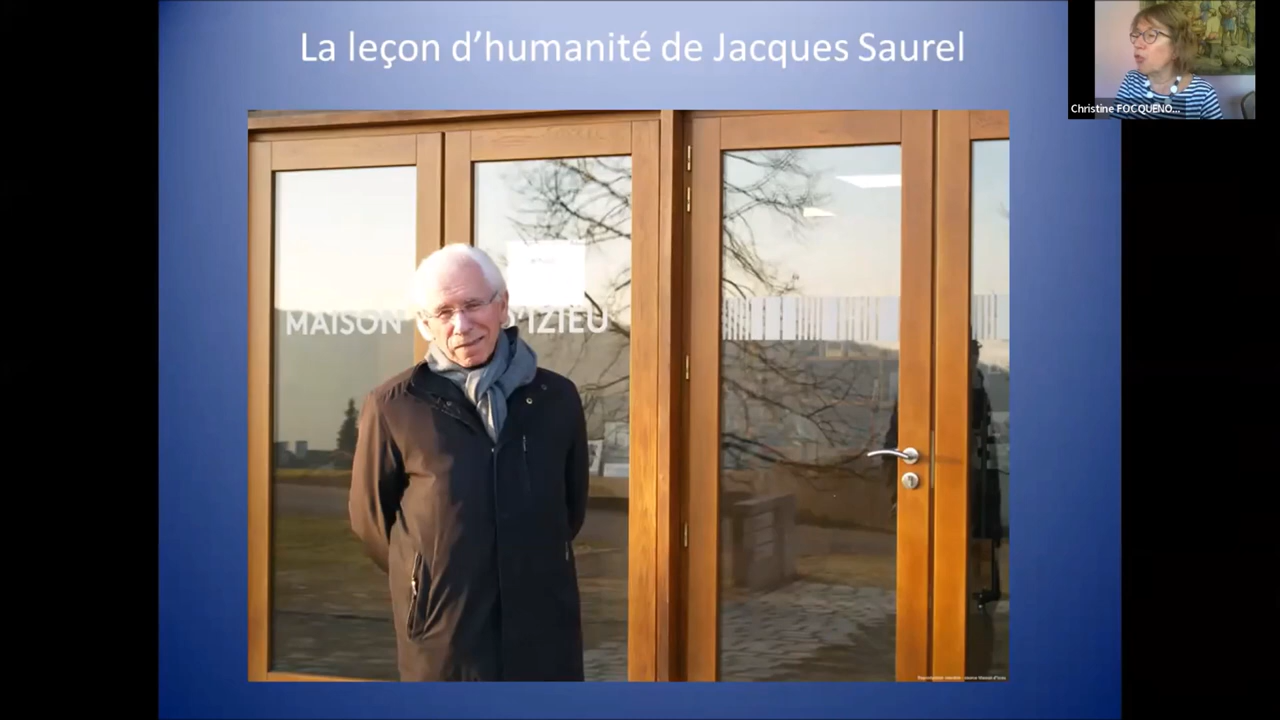 La leçon d'humanité de Jacques Saurel
Christine FOCQUENO...
MAISON D'IZIEU